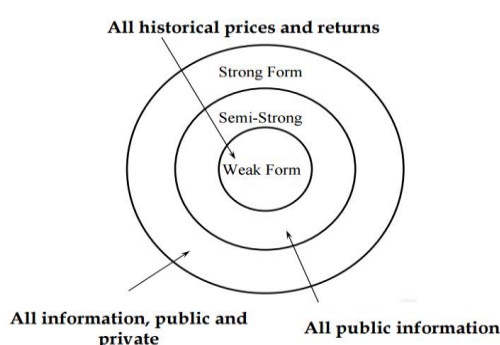 All historical prices and returns
Strong Form
Semi-Strong
Weak Form
All information, public and
private
All public information